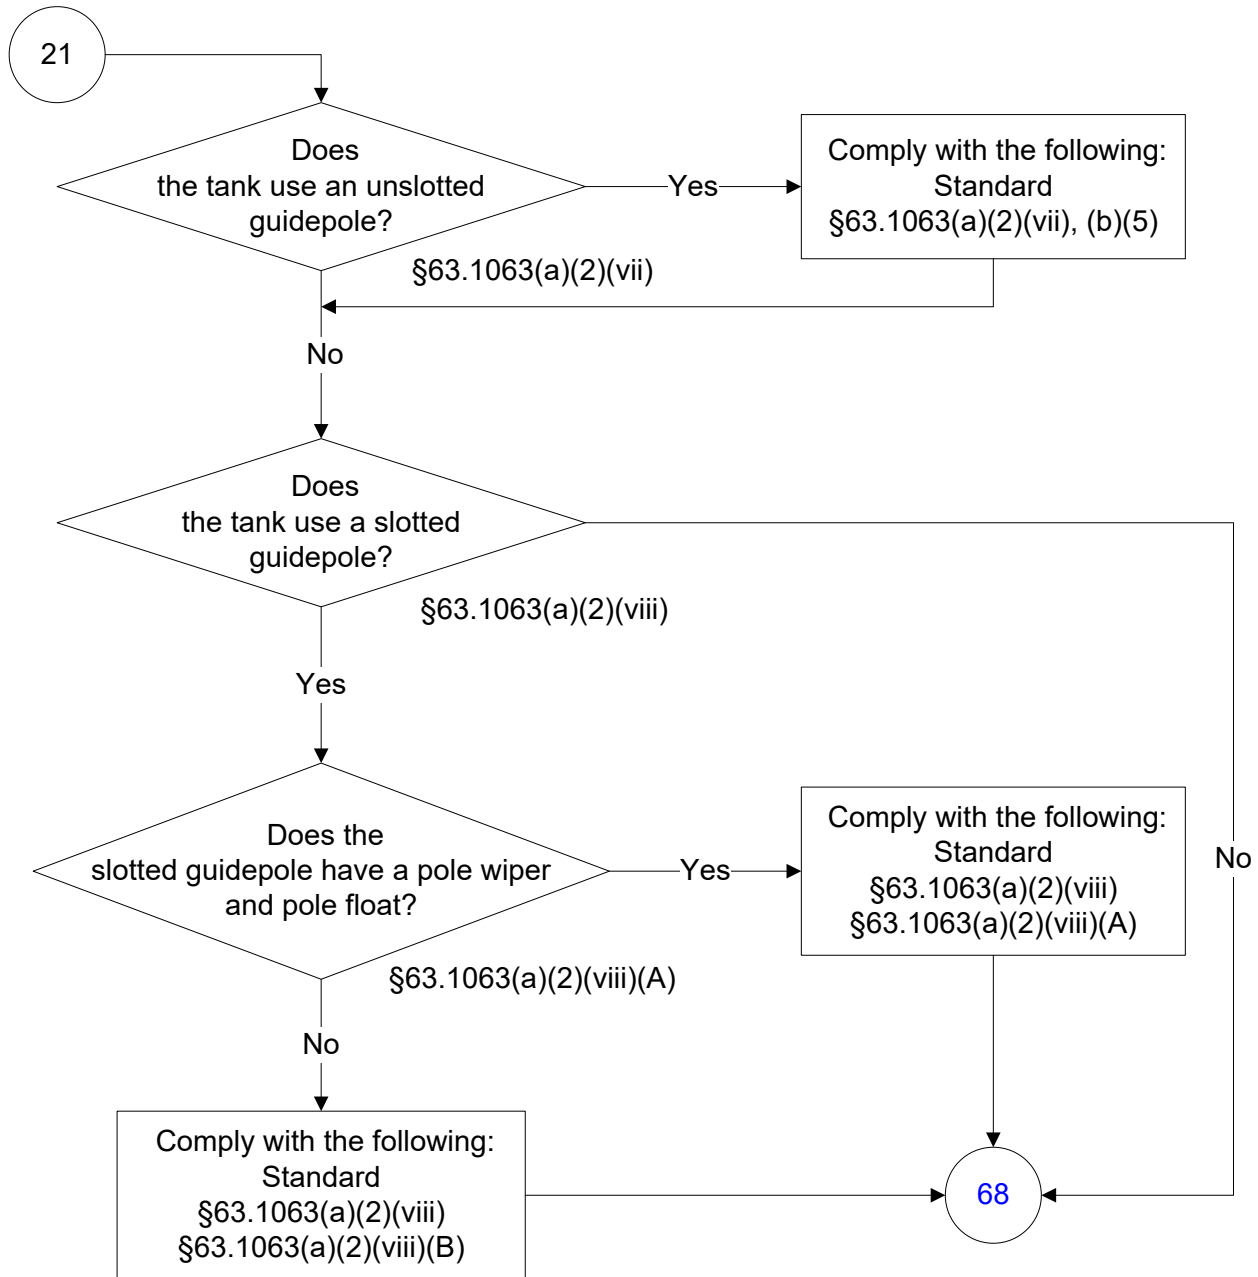 21
Does
the tank use an unslotted
guidepole?
Yes
Comply with the following:
Standard
§63.1063(a)(2)(vii), (b)(5)
§63.1063(a)(2)(vii)
No
Does
the tank use a slotted
guidepole?
§63.1063(a)(2)(viii)
Yes
Does the
slotted guidepole have a pole wiper
and pole float?
Yes
Comply with the following:
Standard
§63.1063(a)(2)(viii)
§63.1063(a)(2)(viii)(A)
No
§63.1063(a)(2)(viii)(A)
No
Comply with the following:
Standard
§63.1063(a)(2)(viii)
§63.1063(a)(2)(viii)(B)
68